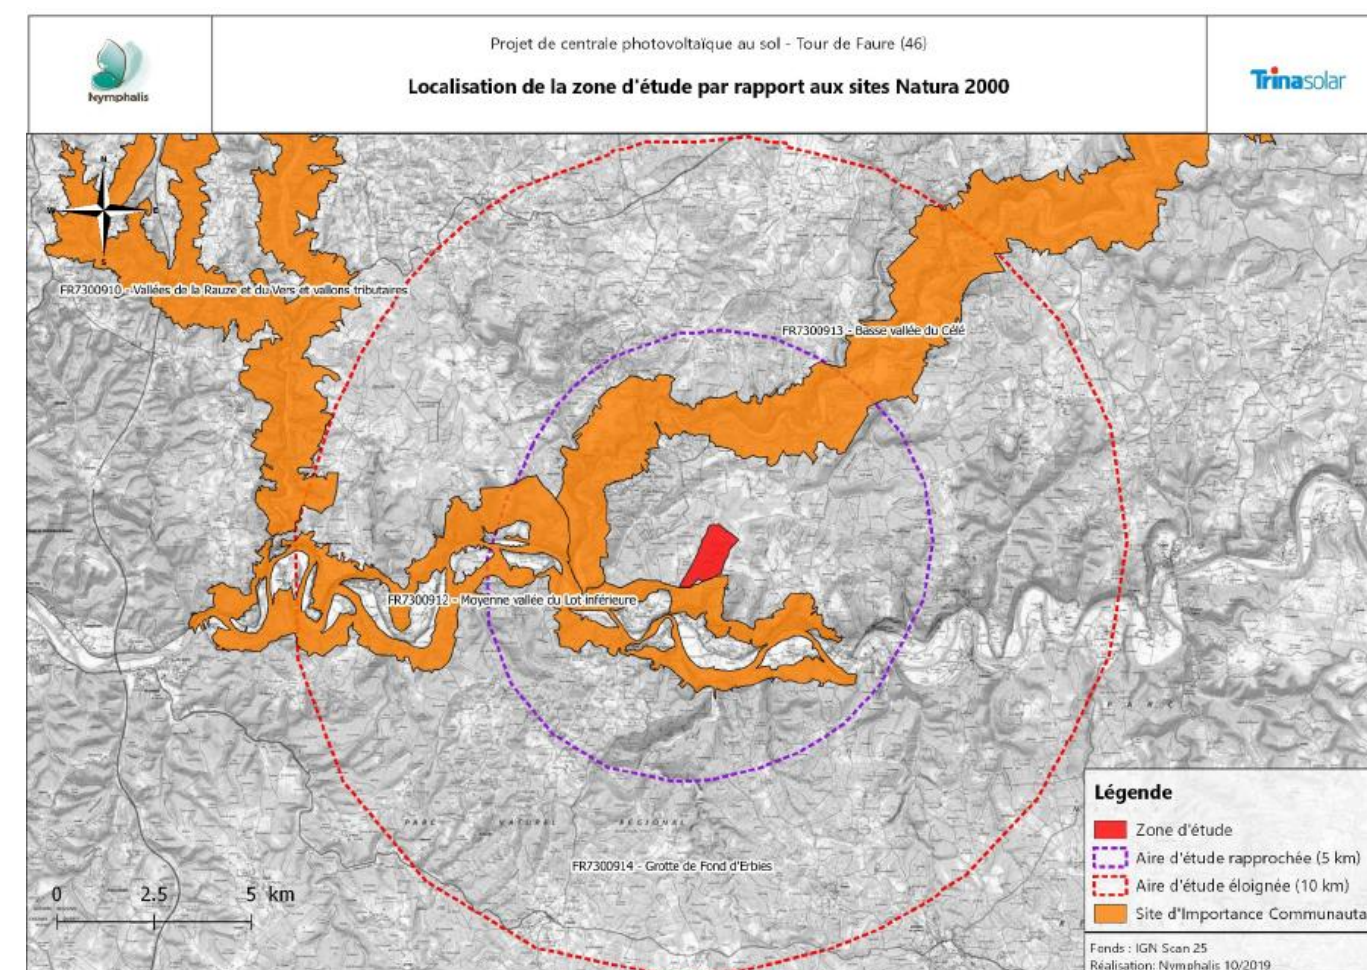 Projet de centrale photovoltaïque au sol - Tour de Faure (46)
Nymphalis
Localisation de la zone d'étude par rapport aux sites Natura 2000
Trinasolar
N
E
S
FR7300910 - Vallées de la Rauze et du Vers et vallons tributaires
FR7300913 - Basse vallée du Célé
FR7300912 - Moyenne vallée du Lot inférieure
PARC
PARC NATUREL RÉGIONAL
FR7300914 - Grotte de Fond d'Erbies
0 2.5 5 km
Légende
Zone d'étude
Aire d'étude rapprochée (5 km)
Aire d'étude éloignée (10 km)
Site d'Importance Communauta
Fonds : IGN Scan 25
Réalisation: Nymphalis 10/2019